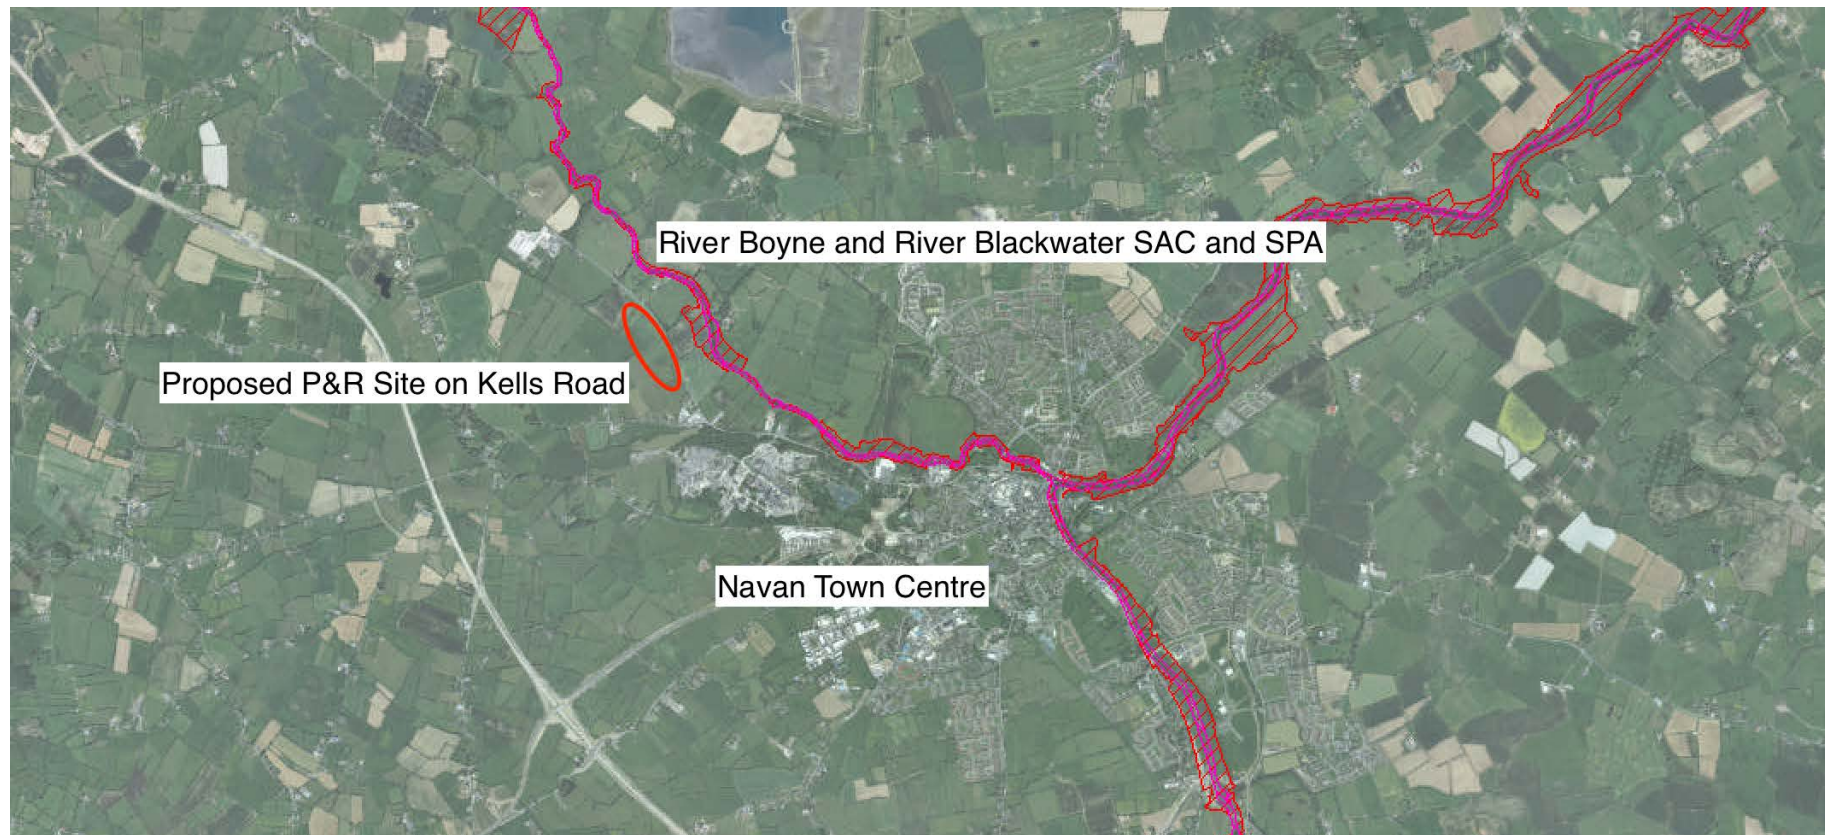 River Boyne and River Blackwater SAC and SPA
Proposed P&R Site on Kells Road
Navan Town Centre